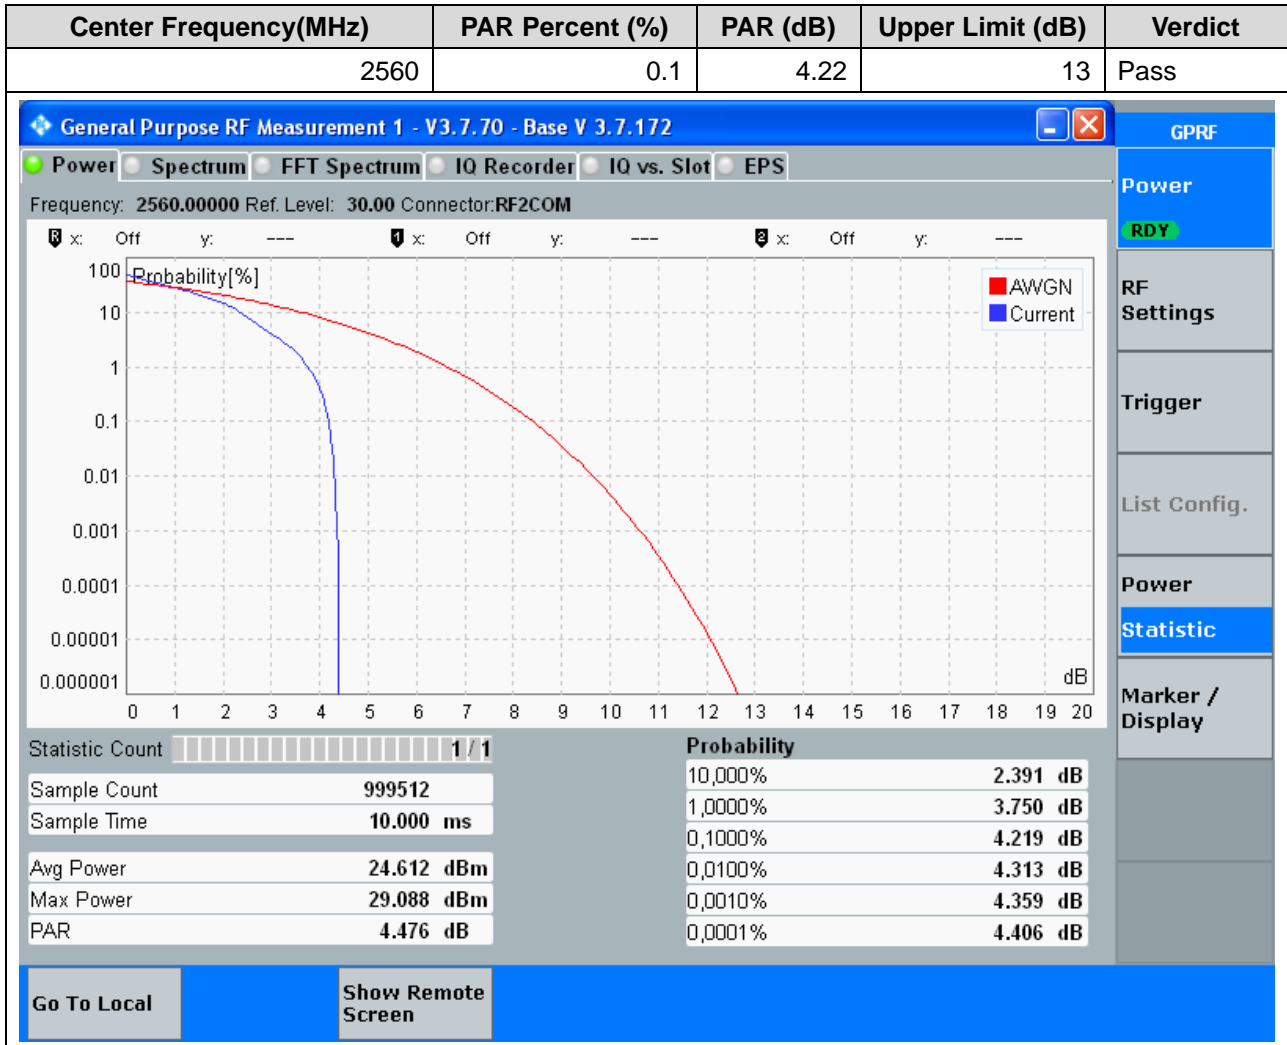 Center Frequency(MHz) PAR Percent (%) PAR (dB) Upper Limit (dB) Verdict
2560 0.1 4.22 13 Pass
General Purpose RF Measurement 1 - V3.7.70 - Base V 3.7.172
GPRF
Power Spectrum FFT Spectrum IQ Recorder IQ vs. Slot EPS
Frequency: 2560.00000 Ref. Level: 30.00 Connector:RF2COM
R x: Off y: --- 1 x: Off y: --- 2 x: Off y: ---
Probability[%]
AWGN
Current
100
10
1
0.1
0.01
0.001
0.0001
0.00001
0.000001
dB
0 1 2 3 4 5 6 7 8 9 10 11 12 13 14 15 16 17 18 19 20
Statistic Count 1 / 1
Sample Count 999512
Sample Time 10.000 ms
Avg Power 24.612 dBm
Max Power 29.088 dBm
PAR 4.476 dB
Probability
10,000% 2.391 dB
1,0000% 3.750 dB
0,1000% 4.219 dB
0,0100% 4.313 dB
0,0010% 4.359 dB
0,0001% 4.406 dB
Power
RDY
RF
Settings
Trigger
List Config.
Power
Statistic
Marker /
Display
Go To Local
Show Remote
Screen